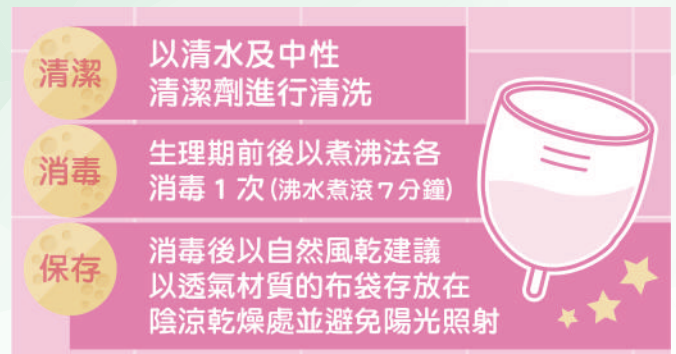 清潔
以清水及中性
清潔劑進行清洗
消毒
生理期前後以煮沸法各
消毒1次(沸水煮滾7分鐘)
保存
消毒後以自然風乾建議
以透氣材質的布袋存放在
陰涼乾燥處並避免陽光照射